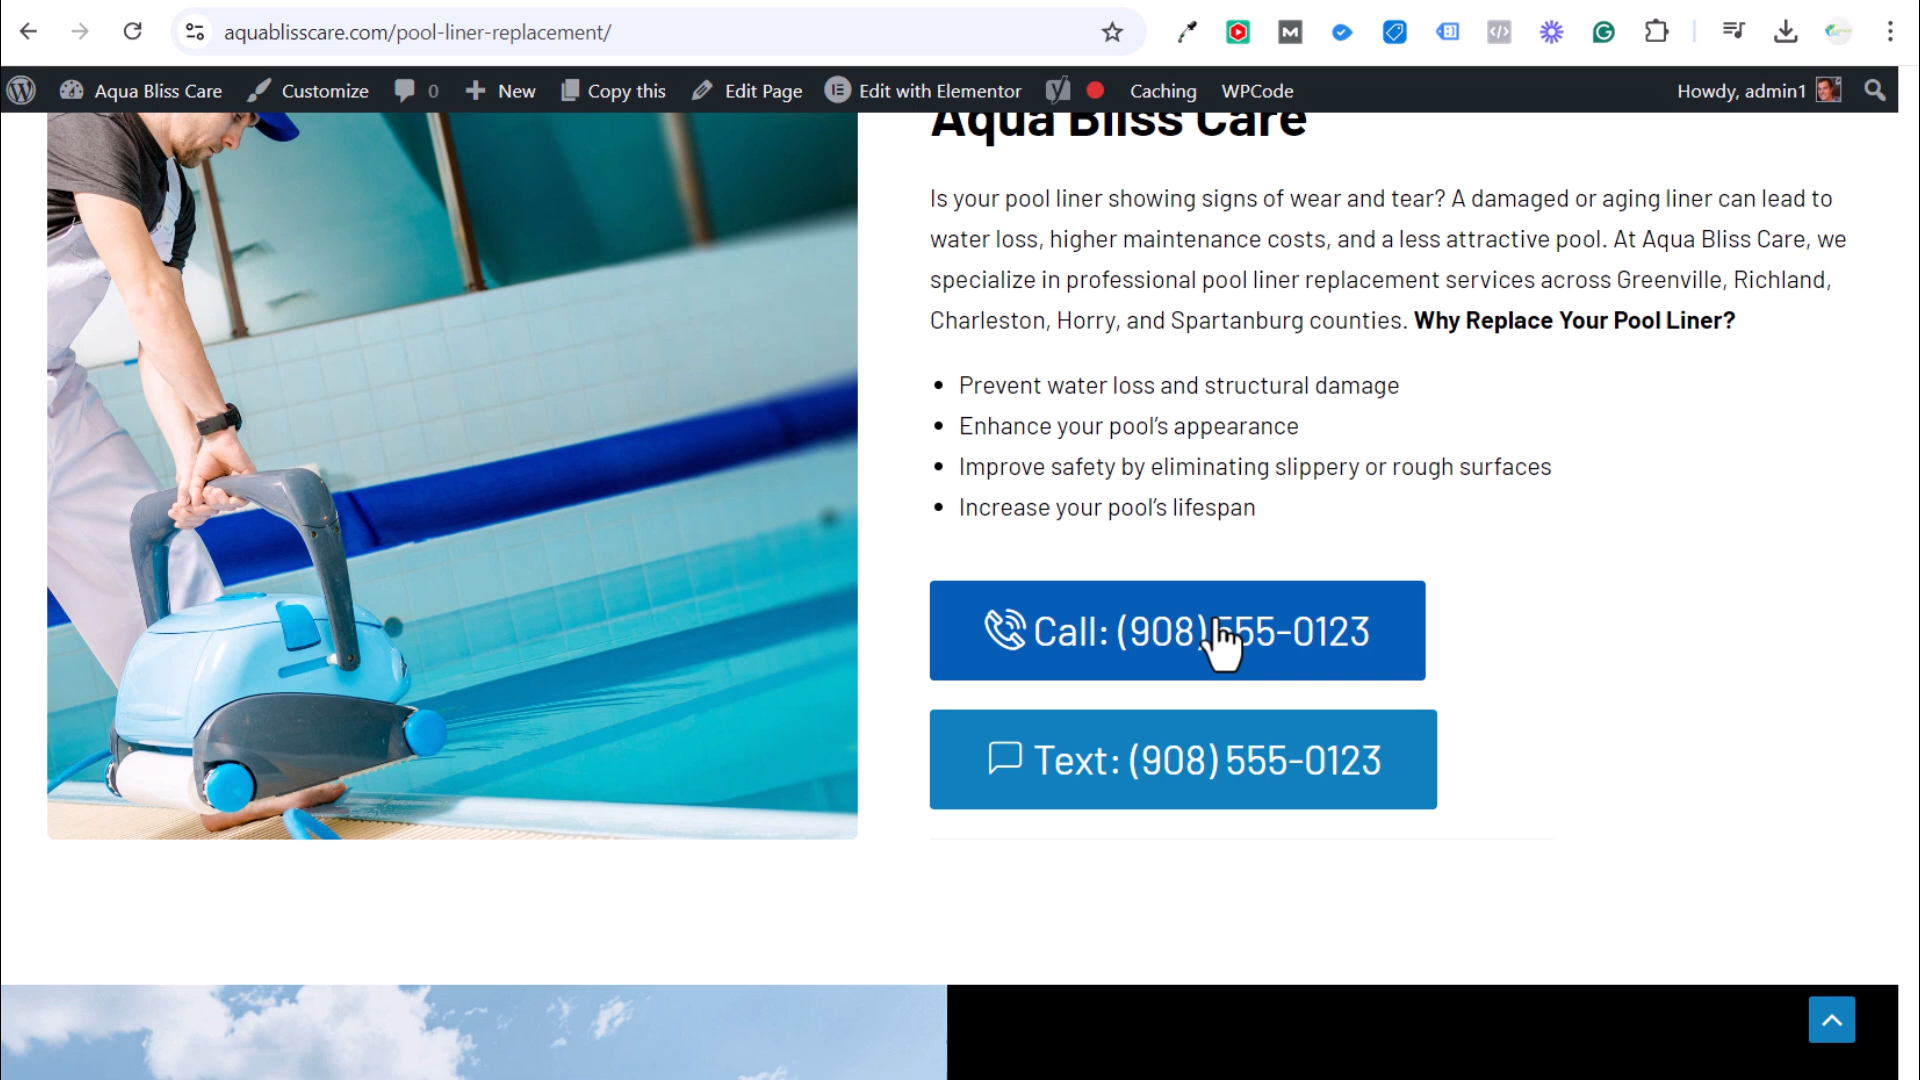 aquablisscare.com/pool-liner-replacement/
Aqua Bliss Care 0 New Copy this Edit Page Edit with Elementor Caching WPCode Howdy, admin1
Aqua Bliss Care
Is your pool liner showing signs of wear and tear? A damaged or aging liner can lead to
water loss, higher maintenance costs, and a less attractive pool. At Aqua Bliss Care, we
specialize in professional pool liner replacement services across Greenville, Richland,
Charleston, Horry, and Spartanburg counties. Why Replace Your Pool Liner?
Prevent water loss and structural damage
Enhance your pool’s appearance
Improve safety by eliminating slippery or rough surfaces
Increase your pool’s lifespan
Call: (908) 555-0123
Text: (908) 555-0123